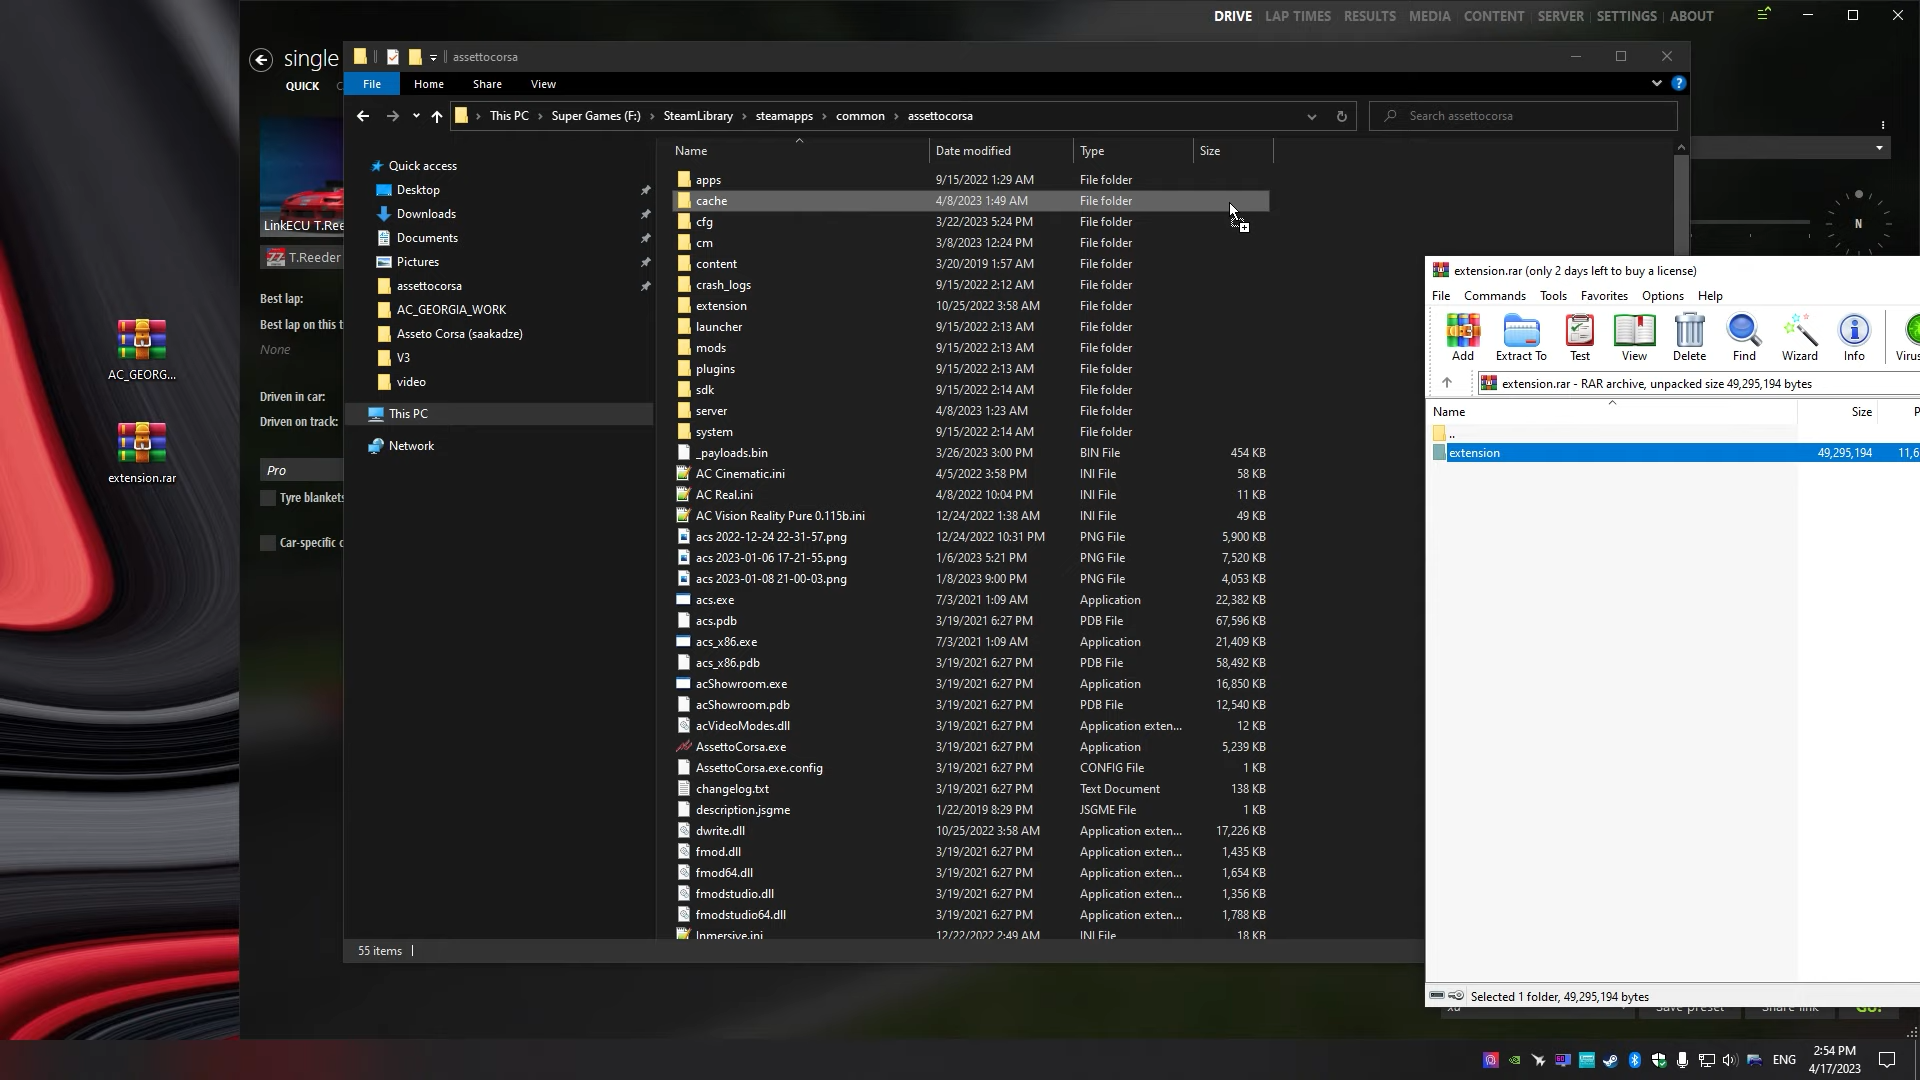 DRIVE LAP TIMES RESULTS MEDIA CONTENT SERVER SETTINGS ABOUT
single
QUICK
LinkECU T.Ree
T.Reeder
Best lap:
Best lap on this t
None
Driven in car:
Driven on track:
Pro
Tyre blankets
Car-specific c
AC_GEORG...
extension.rar
assettocorsa
File Home Share View
This PC Super Games (F:) SteamLibrary steamapps common assettocorsa
Search assettocorsa
Quick access
Desktop
Downloads
Documents
Pictures
assettocorsa
AC_GEORGIA_WORK
Asseto Corsa (saakadze)
V3
video
This PC
Network
Name Date modified Type Size
apps 9/15/2022 1:29 AM File folder
cache 4/8/2023 1:49 AM File folder
cfg 3/22/2023 5:24 PM File folder
cm 3/8/2023 12:24 PM File folder
content 3/20/2019 1:57 AM File folder
crash_logs 9/15/2022 2:12 AM File folder
extension 10/25/2022 3:58 AM File folder
launcher 9/15/2022 2:13 AM File folder
mods 9/15/2022 2:13 AM File folder
plugins 9/15/2022 2:13 AM File folder
sdk 9/15/2022 2:14 AM File folder
server 4/8/2023 1:23 AM File folder
system 9/15/2022 2:14 AM File folder
_payloads.bin 3/26/2023 3:00 PM BIN File 454 KB
AC Cinematic.ini 4/5/2022 3:58 PM INI File 58 KB
AC Real.ini 4/8/2022 10:04 PM INI File 11 KB
AC Vision Reality Pure 0.115b.ini 12/24/2022 1:38 AM INI File 49 KB
acs 2022-12-24 22-31-57.png 12/24/2022 10:31 PM PNG File 5,900 KB
acs 2023-01-06 17-21-55.png 1/6/2023 5:21 PM PNG File 7,520 KB
acs 2023-01-08 21-00-03.png 1/8/2023 9:00 PM PNG File 4,053 KB
acs.exe 7/3/2021 1:09 AM Application 22,382 KB
acs.pdb 3/19/2021 6:27 PM PDB File 67,596 KB
acs_x86.exe 7/3/2021 1:09 AM Application 21,409 KB
acs_x86.pdb 3/19/2021 6:27 PM PDB File 58,492 KB
acShowroom.exe 3/19/2021 6:27 PM Application 16,850 KB
acShowroom.pdb 3/19/2021 6:27 PM PDB File 12,540 KB
acVideoModes.dll 3/19/2021 6:27 PM Application exten... 12 KB
AssettoCorsa.exe 3/19/2021 6:27 PM Application 5,239 KB
AssettoCorsa.exe.config 3/19/2021 6:27 PM CONFIG File 1 KB
changelog.txt 3/19/2021 6:27 PM Text Document 138 KB
description.jsgme 1/22/2019 8:29 PM JSGME File 1 KB
dwrite.dll 10/25/2022 3:58 AM Application exten... 17,226 KB
fmod.dll 3/19/2021 6:27 PM Application exten... 1,435 KB
fmod64.dll 3/19/2021 6:27 PM Application exten... 1,654 KB
fmodstudio.dll 3/19/2021 6:27 PM Application exten... 1,356 KB
fmodstudio64.dll 3/19/2021 6:27 PM Application exten... 1,788 KB
Inmersive.ini 12/22/2022 2:49 AM INI File 18 KB
55 items
N
extension.rar (only 2 days left to buy a license)
File Commands Tools Favorites Options Help
Add Extract To Test View Delete Find Wizard Info Virus
extension.rar - RAR archive, unpacked size 49,295,194 bytes
Name Size P
..
extension 49,295,194 11,6
Selected 1 folder, 49,295,194 bytes
Save preset Share link GO!
ENG
2:54 PM
4/17/2023